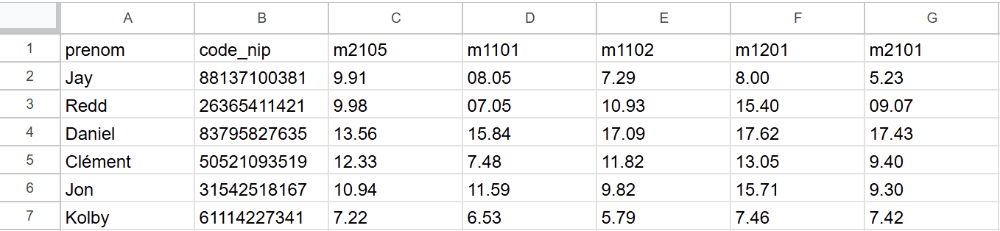 A B C D E F G
1 prenom code_nip m2105 m1101 m1102 m1201 m2101
2 Jay 88137100381 9.91 08.05 7.29 8.00 5.23
3 Redd 26365411421 9.98 07.05 10.93 15.40 09.07
4 Daniel 83795827635 13.56 15.84 17.09 17.62 17.43
5 Clément 50521093519 12.33 7.48 11.82 13.05 9.40
6 Jon 31542518167 10.94 11.59 9.82 15.71 9.30
7 Kolby 61114227341 7.22 6.53 5.79 7.46 7.42